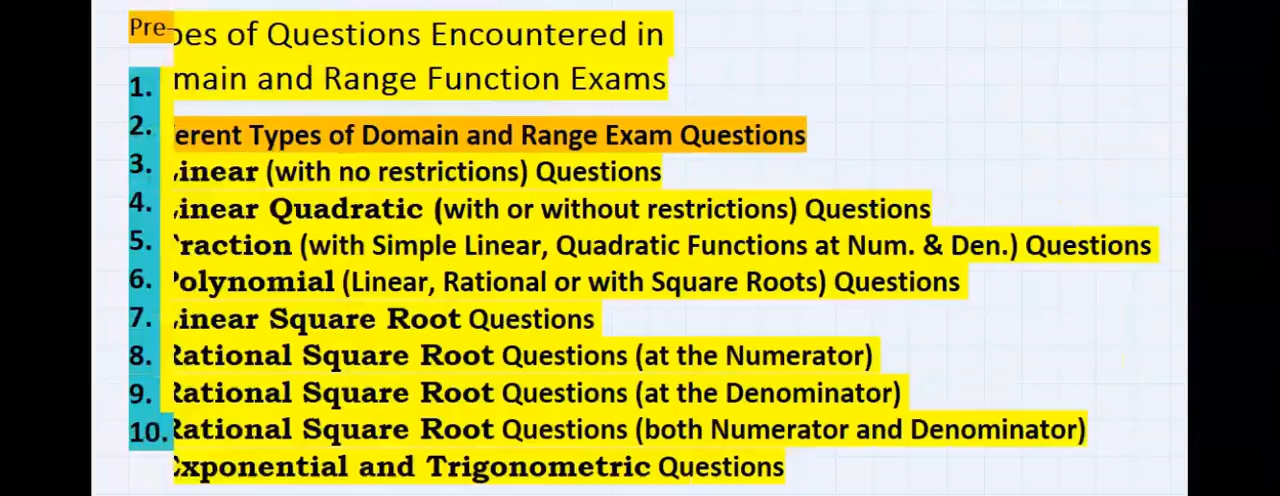 Pre-
pes of Questions Encountered in
main and Range Function Exams
1.
2.
erent Types of Domain and Range Exam Questions
3.
inear (with no restrictions) Questions
4.
inear Quadratic (with or without restrictions) Questions
5.
raction (with Simple Linear, Quadratic Functions at Num. & Den.) Questions
6.
olynomial (Linear, Rational or with Square Roots) Questions
7.
inear Square Root Questions
8.
Rational Square Root Questions (at the Numerator)
9.
Rational Square Root Questions (at the Denominator)
10.
Rational Square Root Questions (both Numerator and Denominator)
xponential and Trigonometric Questions